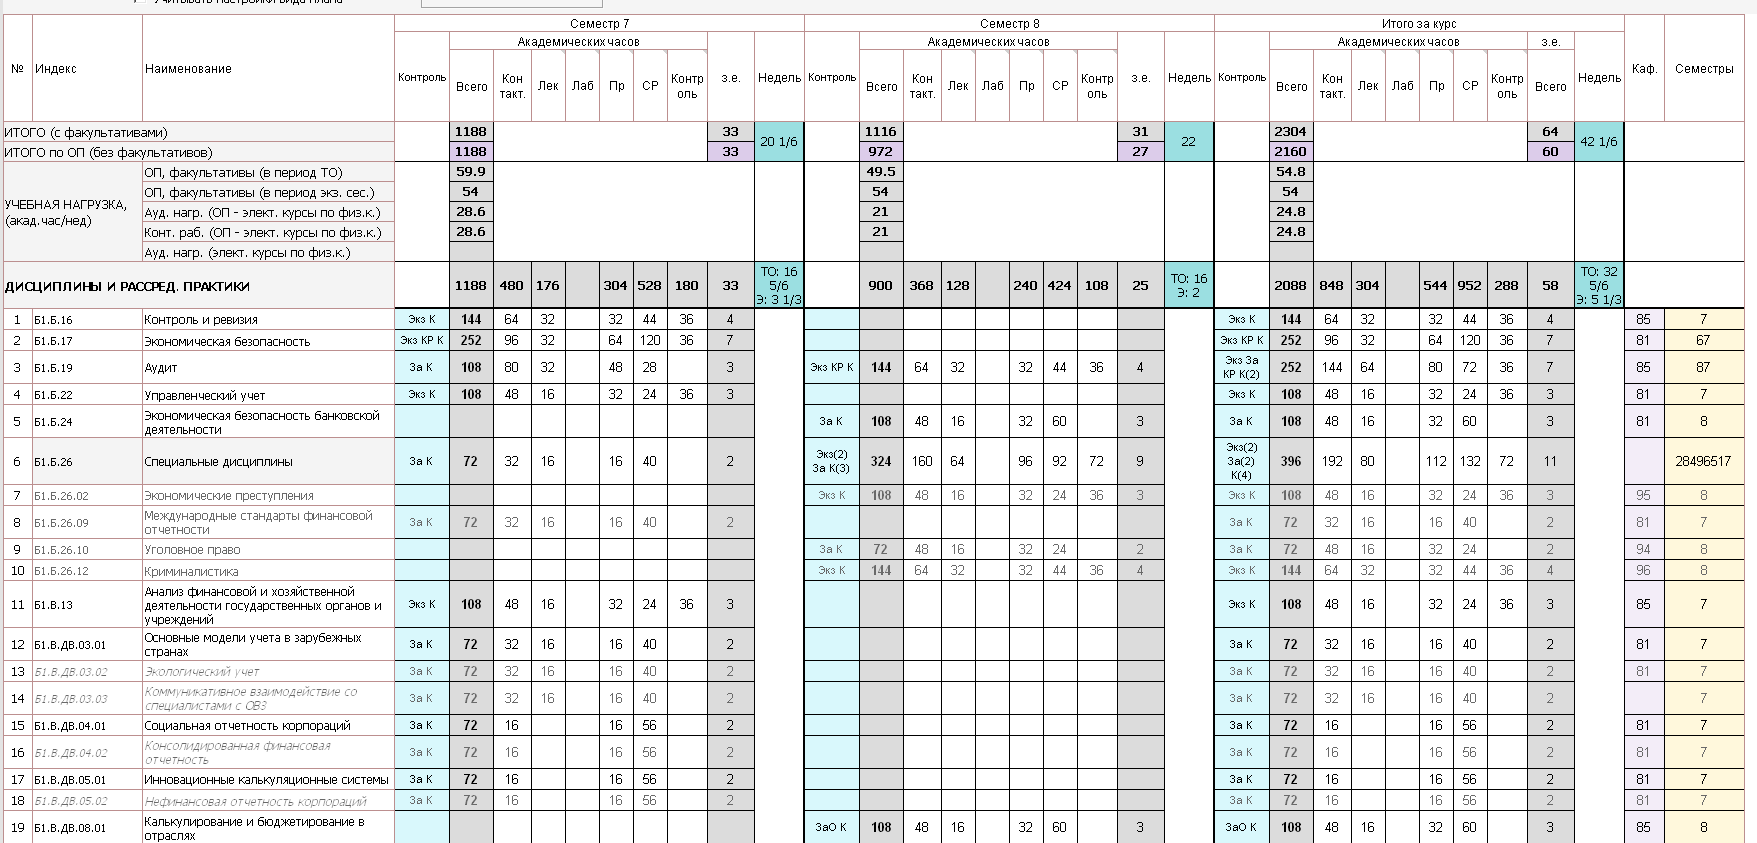 Учитывать настройки вида плана
Семестр 7 Семестр 8 Итого за курс
Академических часов Академических часов Академических часов з.е.
№ Индекс Наименование Контроль Всего Кон такт. Лек Лаб Пр СР Контр оль з.е. Недель Контроль Всего Кон такт. Лек Лаб Пр СР Контр оль з.е. Недель Контроль Всего Кон такт. Лек Лаб Пр СР Контр оль Всего Недель Каф. Семестры
ИТОГО (с факультативами) 1188 33 20 1/6 1116 31 22 2304 64 42 1/6
ИТОГО по ОП (без факультативов) 1188 33 972 27 2160 60
УЧЕБНАЯ НАГРУЗКА, (акад.час/нед)
ОП, факультативы (в период ТО) 59.9 49.5 54.8
ОП, факультативы (в период экз. сес.) 54 54 54
Ауд. нагр. (ОП - элект. курсы по физ.к.) 28.6 21 24.8
Конт. раб. (ОП - элект. курсы по физ.к.) 28.6 21 24.8
Ауд. нагр. (элект. курсы по физ.к.)
ДИСЦИПЛИНЫ И РАССРЕД. ПРАКТИКИ 1188 480 176 304 528 180 33 ТО: 16 5/6 Э: 3 1/3 900 368 128 240 424 108 25 ТО: 16 Э: 2 2088 848 304 544 952 288 58 ТО: 32 5/6 Э: 5 1/3
1 Б1.Б.16 Контроль и ревизия Экз К 144 64 32 32 44 36 4 Экз К 144 64 32 32 44 36 4 85 7
2 Б1.Б.17 Экономическая безопасность Экз КР К 252 96 32 64 120 36 7 Экз КР К 252 96 32 64 120 36 7 81 67
3 Б1.Б.19 Аудит За К 108 80 32 48 28 3 Экз КР К 144 64 32 32 44 36 4 Экз За КР К(2) 252 144 64 80 72 36 7 85 87
4 Б1.Б.22 Управленческий учет Экз К 108 48 16 32 24 36 3 Экз К 108 48 16 32 24 36 3 81 7
5 Б1.Б.24 Экономическая безопасность банковской деятельности За К 108 48 16 32 60 3 За К 108 48 16 32 60 3 81 8
6 Б1.Б.26 Специальные дисциплины За К 72 32 16 16 40 2 Экз(2) За К(3) 324 160 64 96 92 72 9 Экз(2) За(2) К(4) 396 192 80 112 132 72 11 28496517
7 Б1.Б.26.02 Экономические преступления Экз К 108 48 16 32 24 36 3 Экз К 108 48 16 32 24 36 3 95 8
8 Б1.Б.26.09 Международные стандарты финансовой отчетности За К 72 32 16 16 40 2 За К 72 32 16 16 40 2 81 7
9 Б1.Б.26.10 Уголовное право За К 72 48 16 32 24 2 За К 72 48 16 32 24 2 94 8
10 Б1.Б.26.12 Криминалистика Экз К 144 64 32 32 44 36 4 Экз К 144 64 32 32 44 36 4 96 8
11 Б1.В.13 Анализ финансовой и хозяйственной деятельности государственных органов и учреждений Экз К 108 48 16 32 24 36 3 Экз К 108 48 16 32 24 36 3 85 7
12 Б1.В.ДВ.03.01 Основные модели учета в зарубежных странах За К 72 32 16 16 40 2 За К 72 32 16 16 40 2 81 7
13 Б1.В.ДВ.03.02 Экологический учет За К 72 32 16 16 40 2 За К 72 32 16 16 40 2 81 7
14 Б1.В.ДВ.03.03 Коммуникативное взаимодействие со специалистами с ОВЗ За К 72 32 16 16 40 2 За К 72 32 16 16 40 2 7
15 Б1.В.ДВ.04.01 Социальная отчетность корпораций За К 72 16 16 56 2 За К 72 16 16 56 2 81 7
16 Б1.В.ДВ.04.02 Консолидированная финансовая отчетность За К 72 16 16 56 2 За К 72 16 16 56 2 81 7
17 Б1.В.ДВ.05.01 Инновационные калькуляционные системы За К 72 16 16 56 2 За К 72 16 16 56 2 81 7
18 Б1.В.ДВ.05.02 Нефинансовая отчетность корпораций За К 72 16 16 56 2 За К 72 16 16 56 2 81 7
19 Б1.В.ДВ.08.01 Калькулирование и бюджетирование в отраслях ЗаО К 108 48 16 32 60 3 ЗаО К 108 48 16 32 60 3 85 8